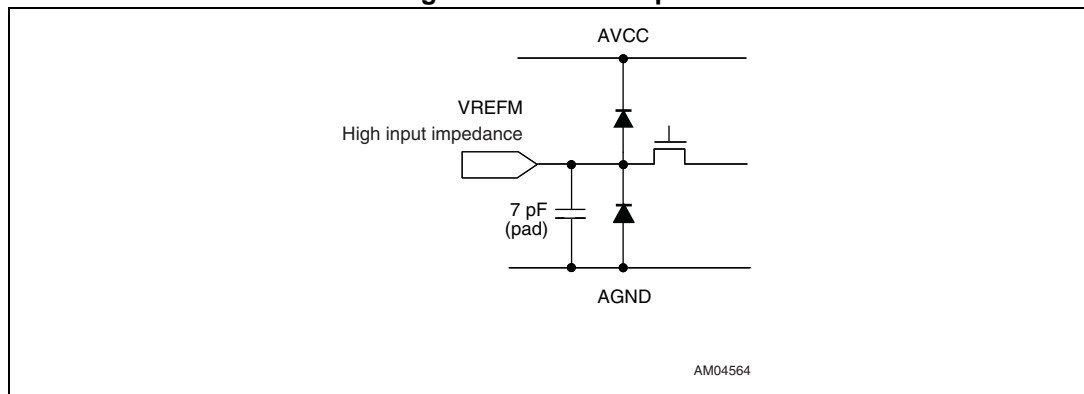 AVCC
VREFM
High input impedance
7 pF
(pad)
AGND
AM04564